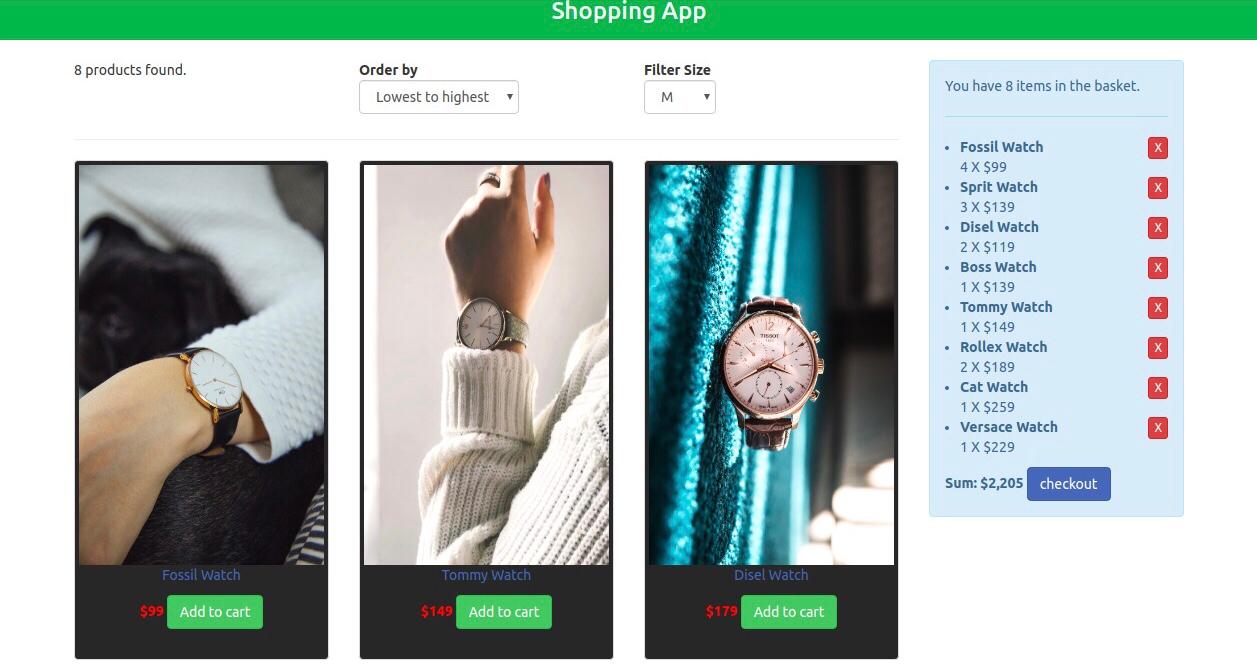 Shopping App
8 products found.
Order by
Lowest to highest
Filter Size
M
You have 8 items in the basket.
Fossil Watch
X
4 X $99
Sprit Watch
X
3 X $139
Disel Watch
X
2 X $119
Boss Watch
X
1 X $139
Tommy Watch
X
1 X $149
Rollex Watch
X
2 X $189
Cat Watch
X
1 X $259
Versace Watch
X
1 X $229
Sum: $2,205 checkout
12
TISSOT
Fossil Watch
$99 Add to cart
Tommy Watch
$149 Add to cart
Disel Watch
$179 Add to cart